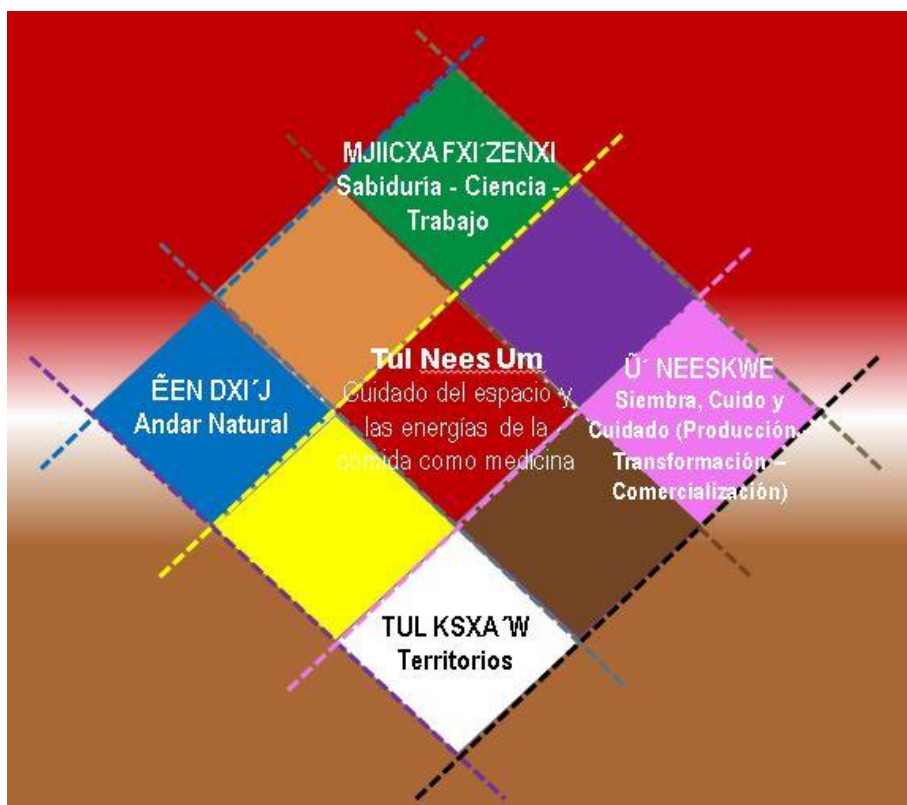 MJIICXA FXI´ZENXI
Sabiduría - Ciencia -
Trabajo
Tul Nees Um
Cuidado del espacio y
las energías de la
comida como medicina
ẼEN DXI´J
Andar Natural
Ũ´ NEESKWE
Siembra, Cuido y
Cuidado (Producción -
Transformación –
Comercialización)
TUL KSXA´W
Territorios